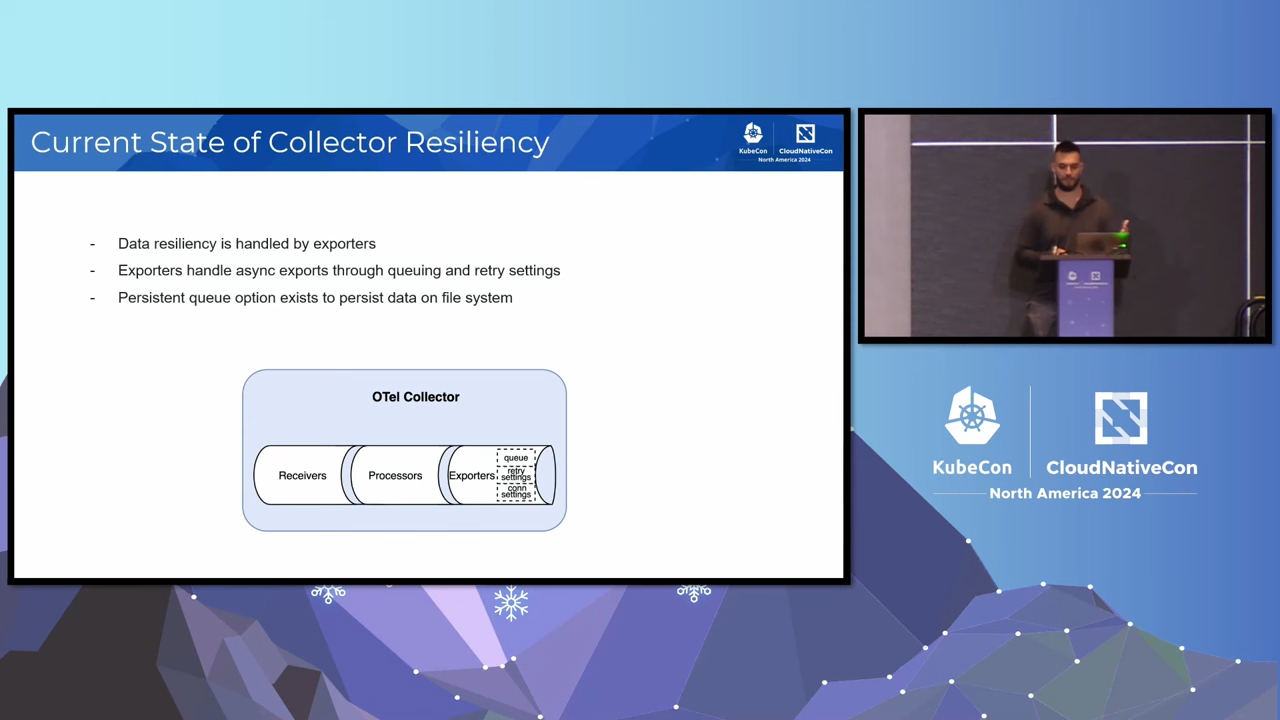 Current State of Collector Resiliency
KubeCon
CloudNativeCon
North America 2024
- Data resiliency is handled by exporters
- Exporters handle async exports through queuing and retry settings
- Persistent queue option exists to persist data on file system
OTel Collector
Receivers
Processors
Exporters
queue
retry
settings
conn
settings
KubeCon
CloudNativeCon
North America 2024